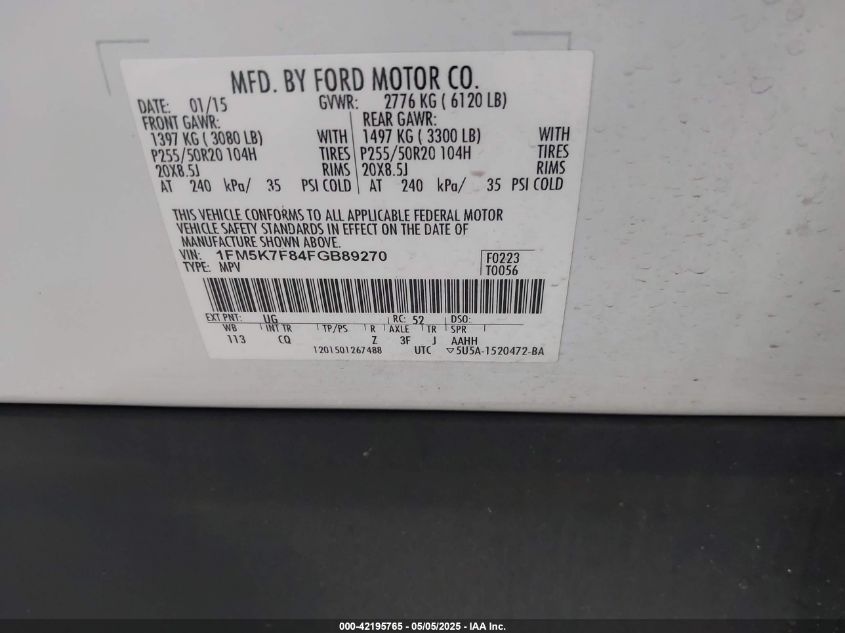 MFD. BY FORD MOTOR CO.
DATE: 01/15 GVWR: 2776 KG ( 6120 LB)
FRONT GAWR: REAR GAWR:
1397 KG ( 3080 LB) WITH 1497 KG ( 3300 LB) WITH
P255/50R20 104H TIRES P255/50R20 104H TIRES
20X8.5J RIMS 20X8.5J RIMS
AT 240 kPa/ 35 PSI COLD AT 240 kPa/ 35 PSI COLD
THIS VEHICLE CONFORMS TO ALL APPLICABLE FEDERAL MOTOR
VEHICLE SAFETY STANDARDS IN EFFECT ON THE DATE OF
MANUFACTURE SHOWN ABOVE.
VIN: 1FM5K7F84FGB89270 F0223
TYPE: MPV T0056
EXT PNT: UG RC: 52 DSO:
WB INT TR TP/PS R AXLE TR SPR
113 CQ Z 3F J AAHH
1201501267488 UTC ▽5U5A-1520472-BA
000-42195765 - 05/05/2025 - IAA Inc.